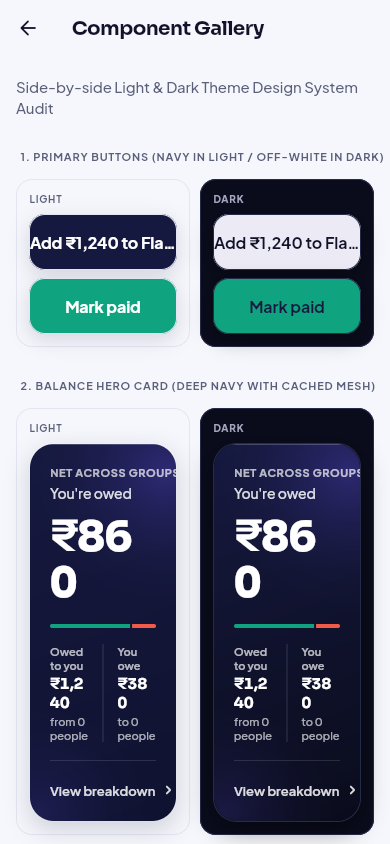 Component Gallery
Side-by-side Light & Dark Theme Design System
Audit
1. PRIMARY BUTTONS (NAVY IN LIGHT / OFF-WHITE IN DARK)
LIGHT
Add ₹1,240 to Fla...
Mark paid
DARK
Add ₹1,240 to Fla...
Mark paid
2. BALANCE HERO CARD (DEEP NAVY WITH CACHED MESH)
LIGHT
NET ACROSS GROUPS
You're owed
₹86
0
Owed
to you
₹1,2
40
from 0
people
You
owe
₹38
0
to 0
people
View breakdown
DARK
NET ACROSS GROUPS
You're owed
₹86
0
Owed
to you
₹1,2
40
from 0
people
You
owe
₹38
0
to 0
people
View breakdown